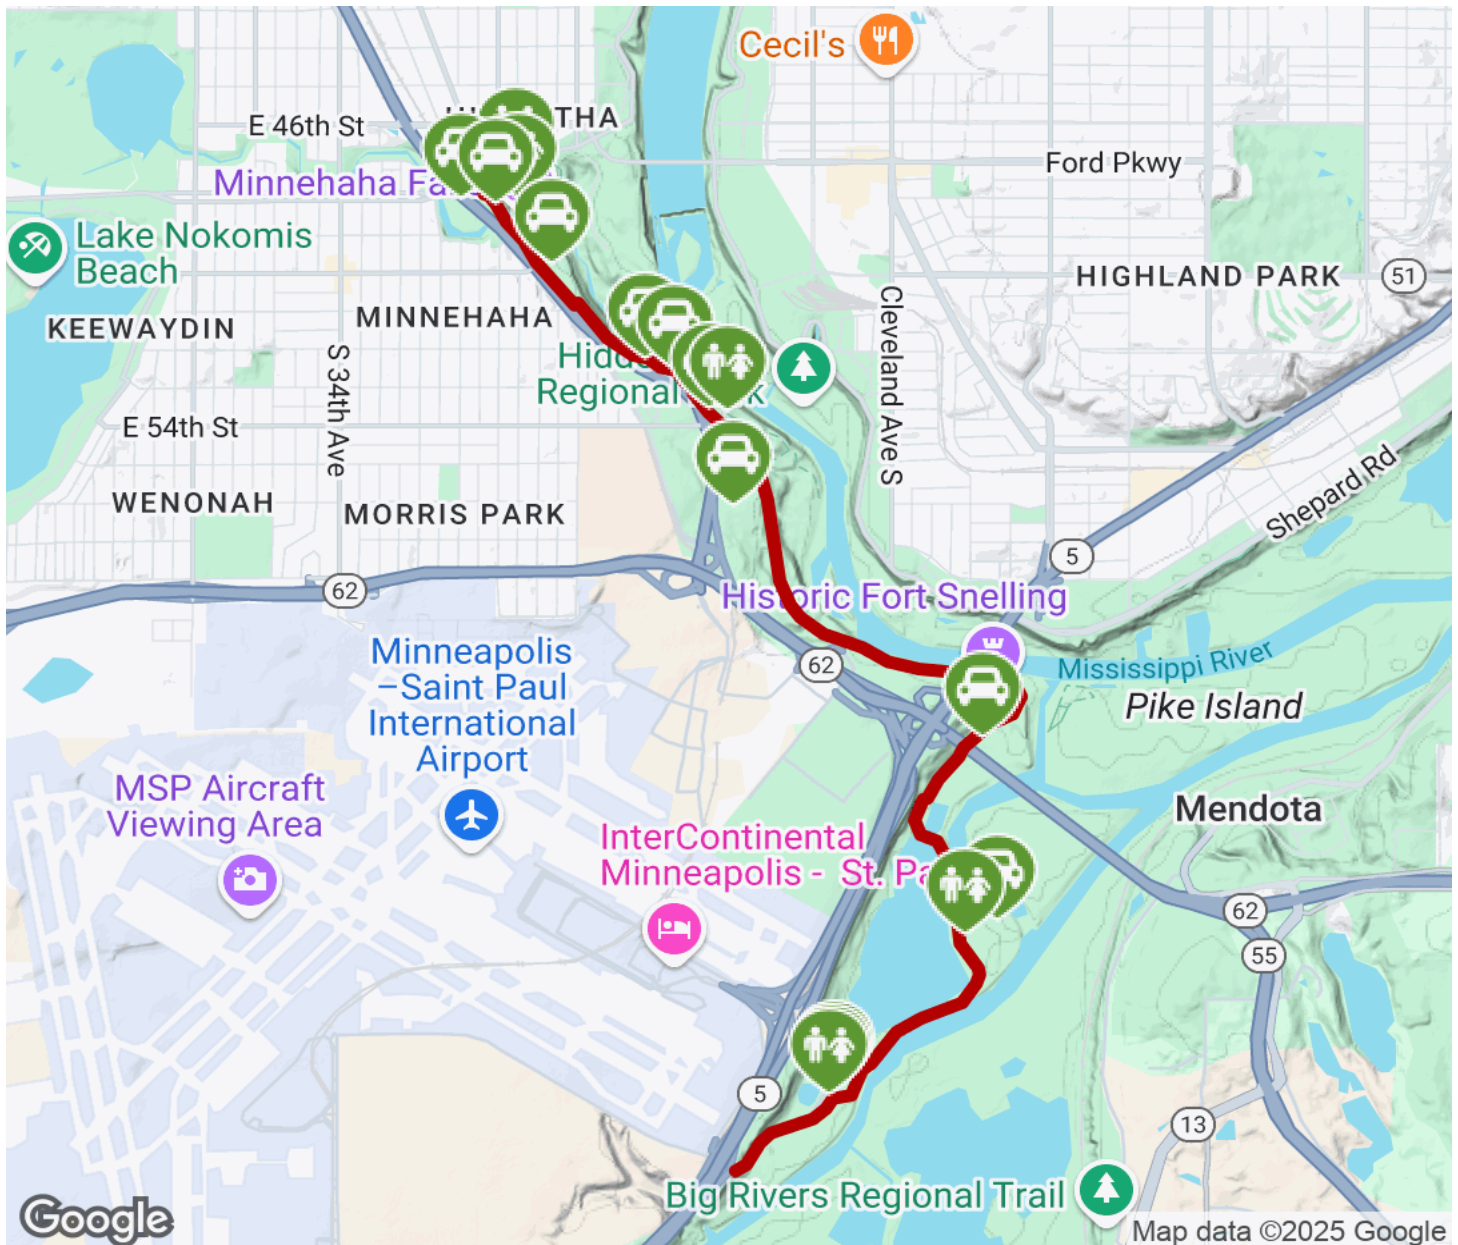 Cecil's
THA
E 46th St
Ford Pkwy
Minnehaha Fa
Lake Nokomis
Beach
HIGHLAND PARK
51
KEEWAYDIN
MINNEHAHA
Cleveland Ave S
S 34th Ave
Hidd
Regional
k
E 54th St
WENONAH
MORRIS PARK
Shepard Rd
5
62
Historic Fort Snelling
Minneapolis
–Saint Paul
International
Airport
62
Mississippi River
Pike Island
MSP Aircraft
Viewing Area
Mendota
InterContinental
Minneapolis - St. Pa
62
55
5
13
Big Rivers Regional Trail
Google
Map data ©2025 Google